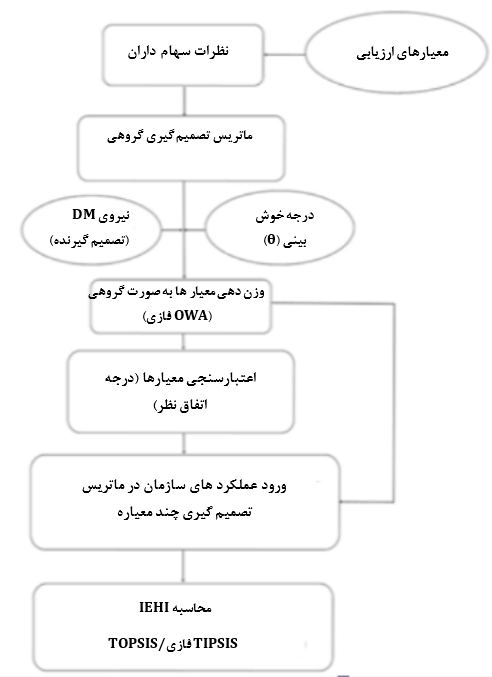 معیارهای ارزیابی
نظرات سهام داران
ماتریس تصمیم گیری گروهی
درجه خوش
بینی (θ)
نیروی DM
(تصمیم گیرنده)
وزن دهی معیار ها به صورت گروهی
(OWA فازی)
اعتبارسنجی معیارها (درجه
اتفاق نظر)
ورود عملکرد های سازمان در ماتریس
تصمیم گیری چند معیاره
محاسبه IEHI
TOPSIS/فازی TIPSIS